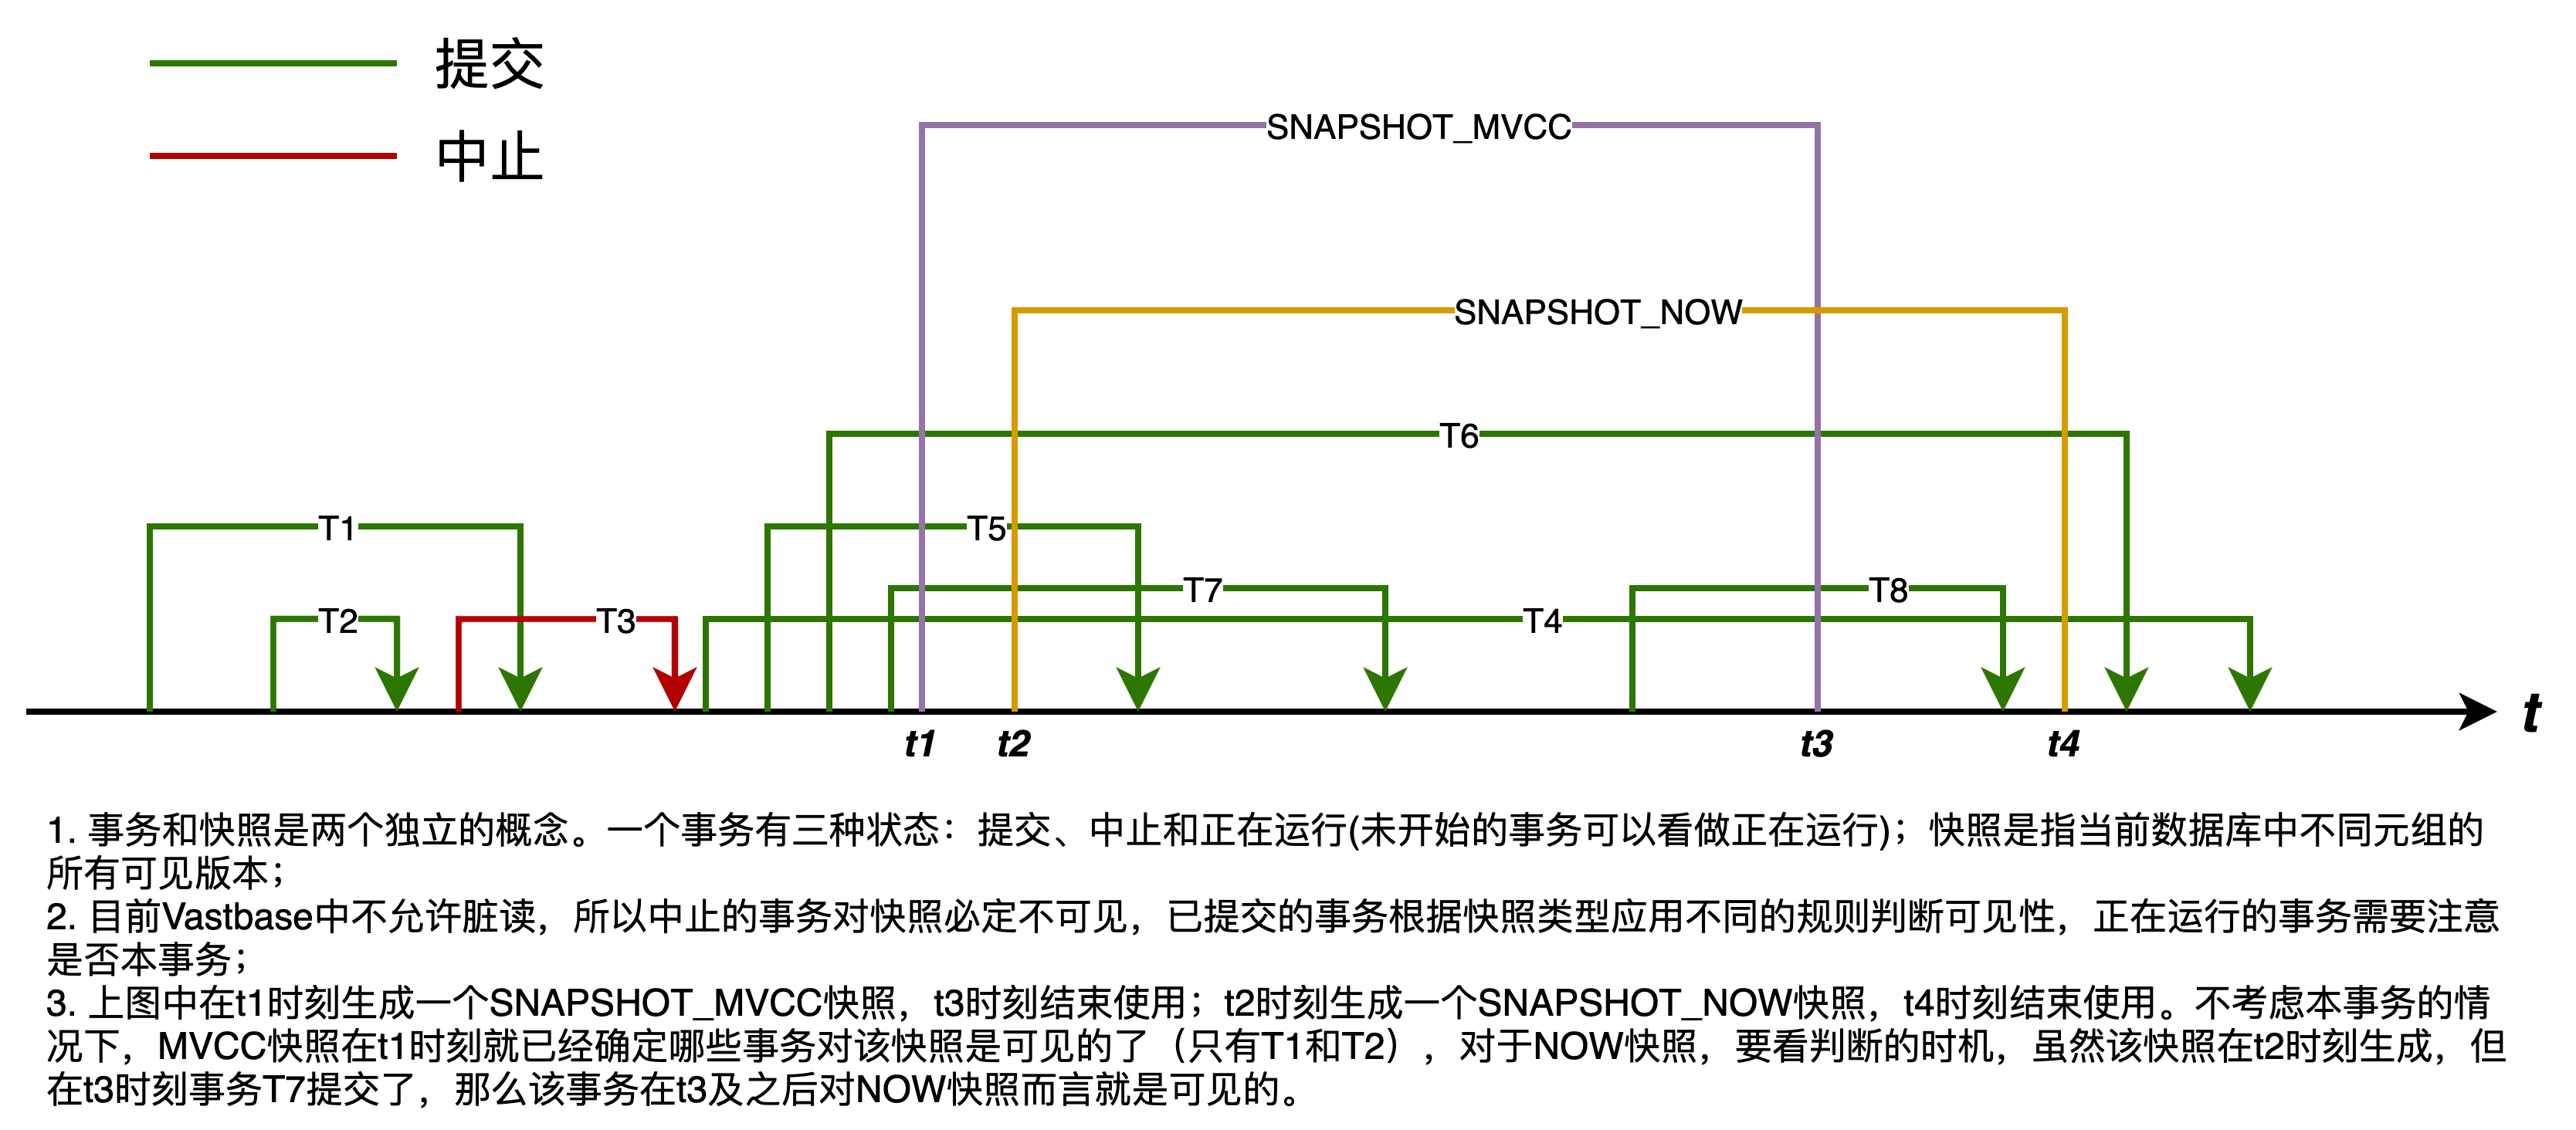 提交
中止
SNAPSHOT_MVCC
SNAPSHOT_NOW
T6
T1
T5
T7
T8
T2
T3
T4
t
t1
t2
t3
t4
1. 事务和快照是两个独立的概念。一个事务有三种状态：提交、中止和正在运行(未开始的事务可以看做正在运行)；快照是指当前数据库中不同元组的
所有可见版本；
2. 目前Vastbase中不允许脏读，所以中止的事务对快照必定不可见，已提交的事务根据快照类型应用不同的规则判断可见性，正在运行的事务需要注意
是否本事务；
3. 上图中在t1时刻生成一个SNAPSHOT_MVCC快照，t3时刻结束使用；t2时刻生成一个SNAPSHOT_NOW快照，t4时刻结束使用。不考虑本事务的情
况下，MVCC快照在t1时刻就已经确定哪些事务对该快照是可见的了（只有T1和T2），对于NOW快照，要看判断的时机，虽然该快照在t2时刻生成，但
在t3时刻事务T7提交了，那么该事务在t3及之后对NOW快照而言就是可见的。